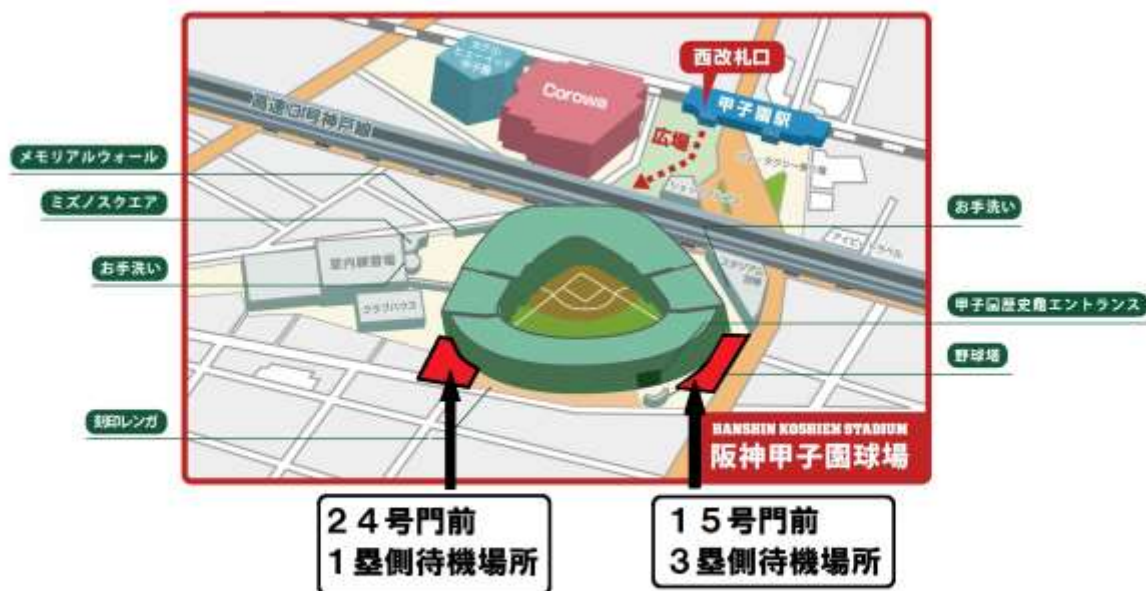 西改札口
甲子園駅
Corowa
広場
高速3号神戸線
メモリアルウォール
ミズノスクエア
お手洗い
室内練習場
クラブハウス
刻印レンガ
お手洗い
甲子園歴史館エントランス
野球塔
HANSHIN KOSHIEN STADIUM
阪神甲子園球場
24号門前
1塁側待機場所
15号門前
3塁側待機場所